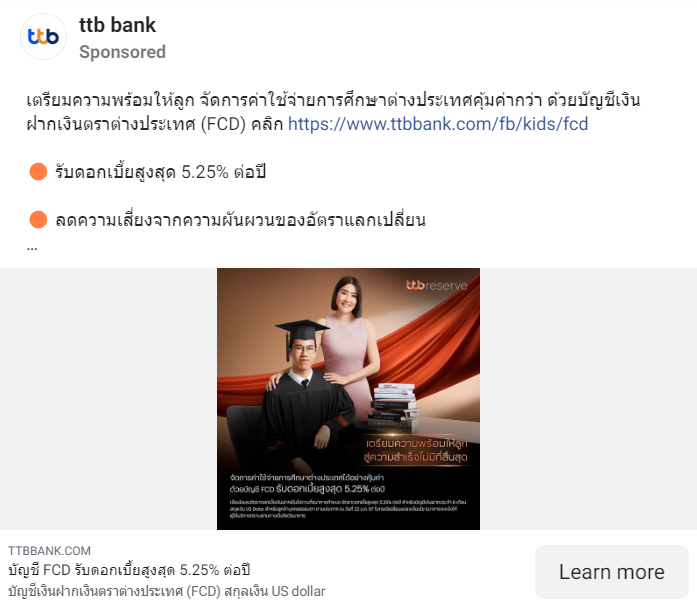 ttb
ttb bank
Sponsored
เตรียมความพร้อมให้ลูก จัดการค่าใช้จ่ายการศึกษาต่างประเทศคุ้มค่ากว่า ด้วยบัญชีเงิน
ฝากเงินตราต่างประเทศ (FCD) คลิก https://www.ttbbank.com/fb/kids/fcd
รับดอกเบี้ยสูงสุด 5.25% ต่อปี
ลดความเสี่ยงจากความผันผวนของอัตราแลกเปลี่ยน
...
ttb reserve
เตรียมความพร้อมให้ลูก
สู่ความสำเร็จไม่มีที่สิ้นสุด
จัดการค่าใช้จ่ายการศึกษาต่างประเทศได้อย่างคุ้มค่า
ด้วยบัญชี FCD รับดอกเบี้ยสูงสุด 5.25% ต่อปี
TTBBANK.COM
บัญชี FCD รับดอกเบี้ยสูงสุด 5.25% ต่อปี
บัญชีเงินฝากเงินตราต่างประเทศ (FCD) สกุลเงิน US dollar
Learn more